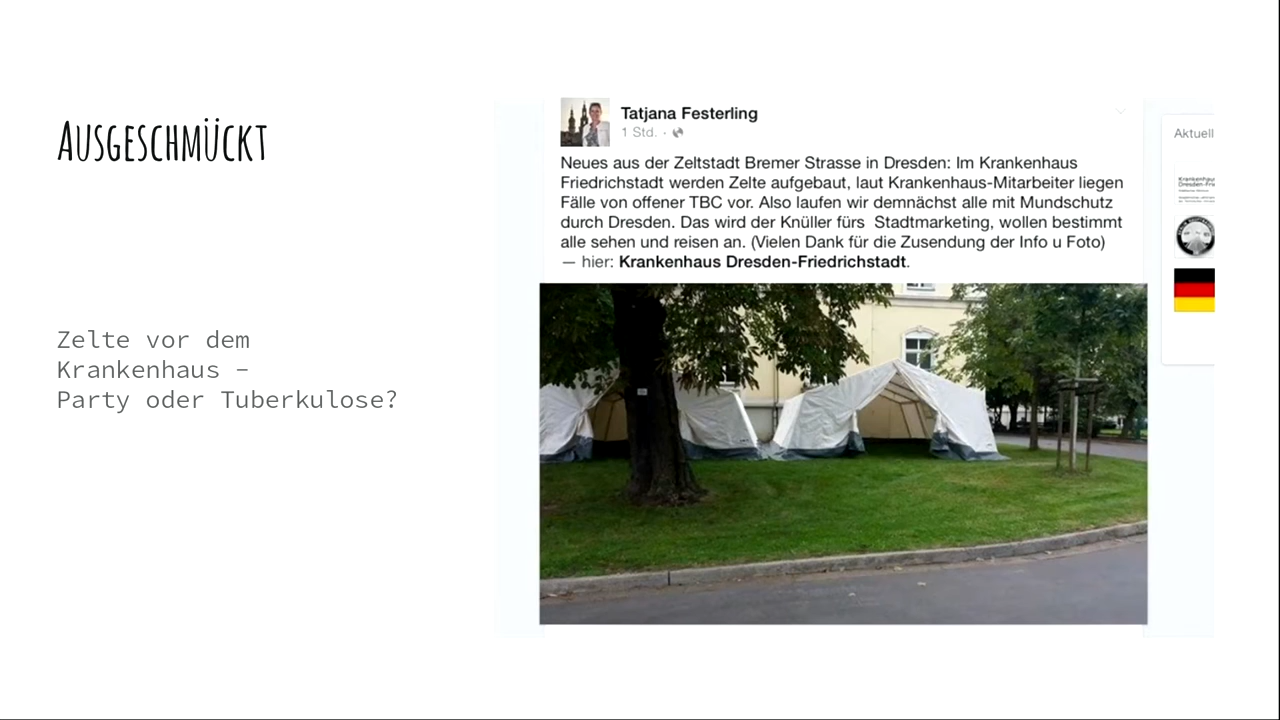 Ausgeschmückt
Zelte vor dem
Krankenhaus –
Party oder Tuberkulose?
Tatjana Festerling
1 Std. ·
Neues aus der Zeltstadt Bremer Strasse in Dresden: Im Krankenhaus
Friedrichstadt werden Zelte aufgebaut, laut Krankenhaus-Mitarbeiter liegen
Fälle von offener TBC vor. Also laufen wir demnächst alle mit Mundschutz
durch Dresden. Das wird der Knüller fürs Stadtmarketing, wollen bestimmt
alle sehen und reisen an. (Vielen Dank für die Zusendung der Info u Foto)
— hier: Krankenhaus Dresden-Friedrichstadt.
Aktuell
Krankenhaus
Dresden-Frie